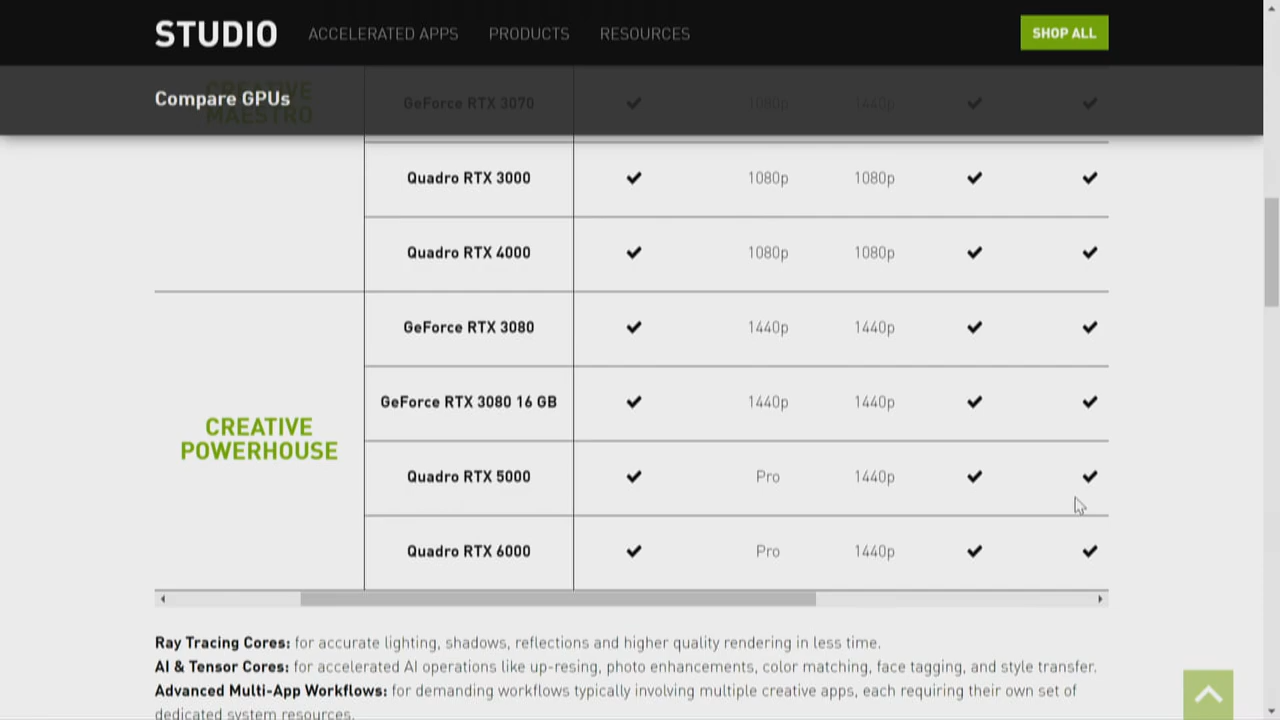 STUDIO ACCELERATED APPS PRODUCTS RESOURCES SHOP ALL
Compare GPUs
CREATIVE
MAESTRO
GeForce RTX 3070 1080p 1440p
Quadro RTX 3000 1080p 1080p
Quadro RTX 4000 1080p 1080p
GeForce RTX 3080 1440p 1440p
GeForce RTX 3080 16 GB 1440p 1440p
CREATIVE
POWERHOUSE
Quadro RTX 5000 Pro 1440p
Quadro RTX 6000 Pro 1440p
Ray Tracing Cores: for accurate lighting, shadows, reflections and higher quality rendering in less time.
AI & Tensor Cores: for accelerated AI operations like up-resing, photo enhancements, color matching, face tagging, and style transfer.
Advanced Multi-App Workflows: for demanding workflows typically involving multiple creative apps, each requiring their own set of
dedicated system resources.